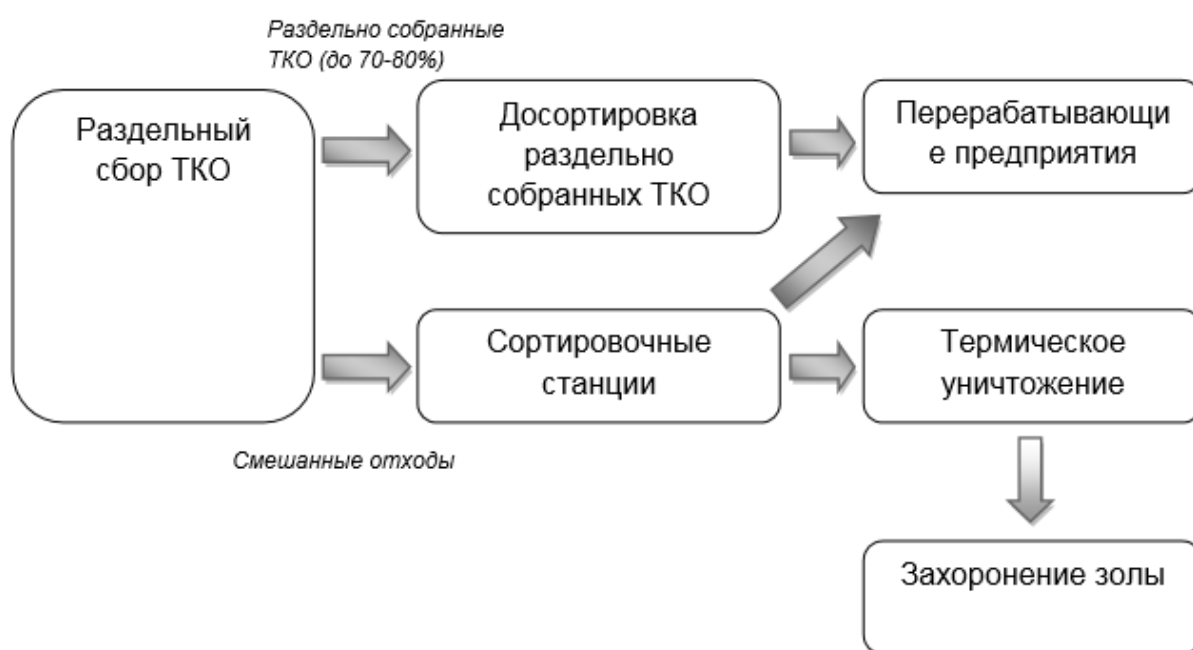 Раздельно собранные
ТКО (до 70-80%)
Раздельный
сбор ТКО
Досортировка
раздельно
собранных ТКО
Перерабатывающи
е предприятия
Сортировочные
станции
Термическое
уничтожение
Смешанные отходы
Захоронение золы